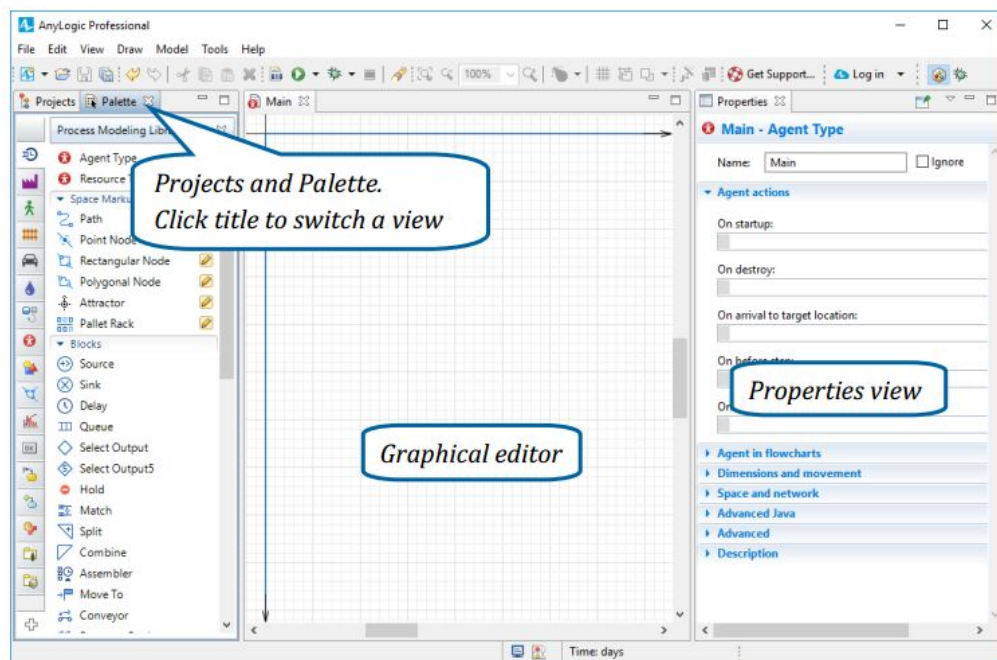 AnyLogic Professional
File Edit View Draw Model Tools Help
100% Get Support... Log in
Projects Palette
Main
Properties
Process Modeling
Main - Agent Type
Agent Type
Name: Main Ignore
Resource
Projects and Palette.
Click title to switch a view
Space
Agent actions
Path
On startup:
Point Node
Rectangular Node
Polygonal Node
On destroy:
Attractor
On arrival to target location:
Pallet Rack
Blocks
Source
On before step:
Sink
Properties view
Delay
On
Queue
Select Output
Graphical editor
Agent in flowcharts
Select Output5
Dimensions and movement
Hold
Space and network
Match
Advanced Java
Split
Advanced
Combine
Description
Assembler
Move To
Conveyor
Time: days